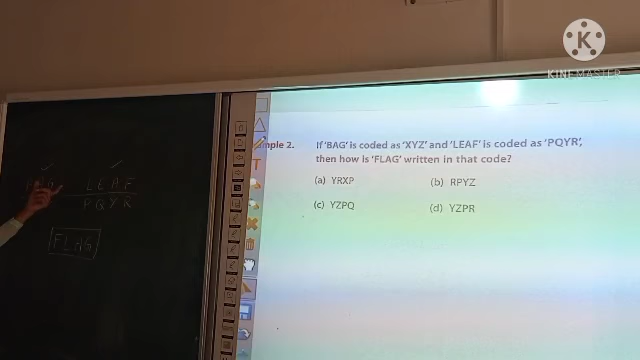 K
KINEMASTER
mple 2. If 'BAG' is coded as 'XYZ' and 'LEAF' is coded as 'PQYR',
then how is 'FLAG' written in that code?
(a) YRXP (b) RPYZ
(c) YZPQ (d) YZPR
LEAF
PQYR
FLAG